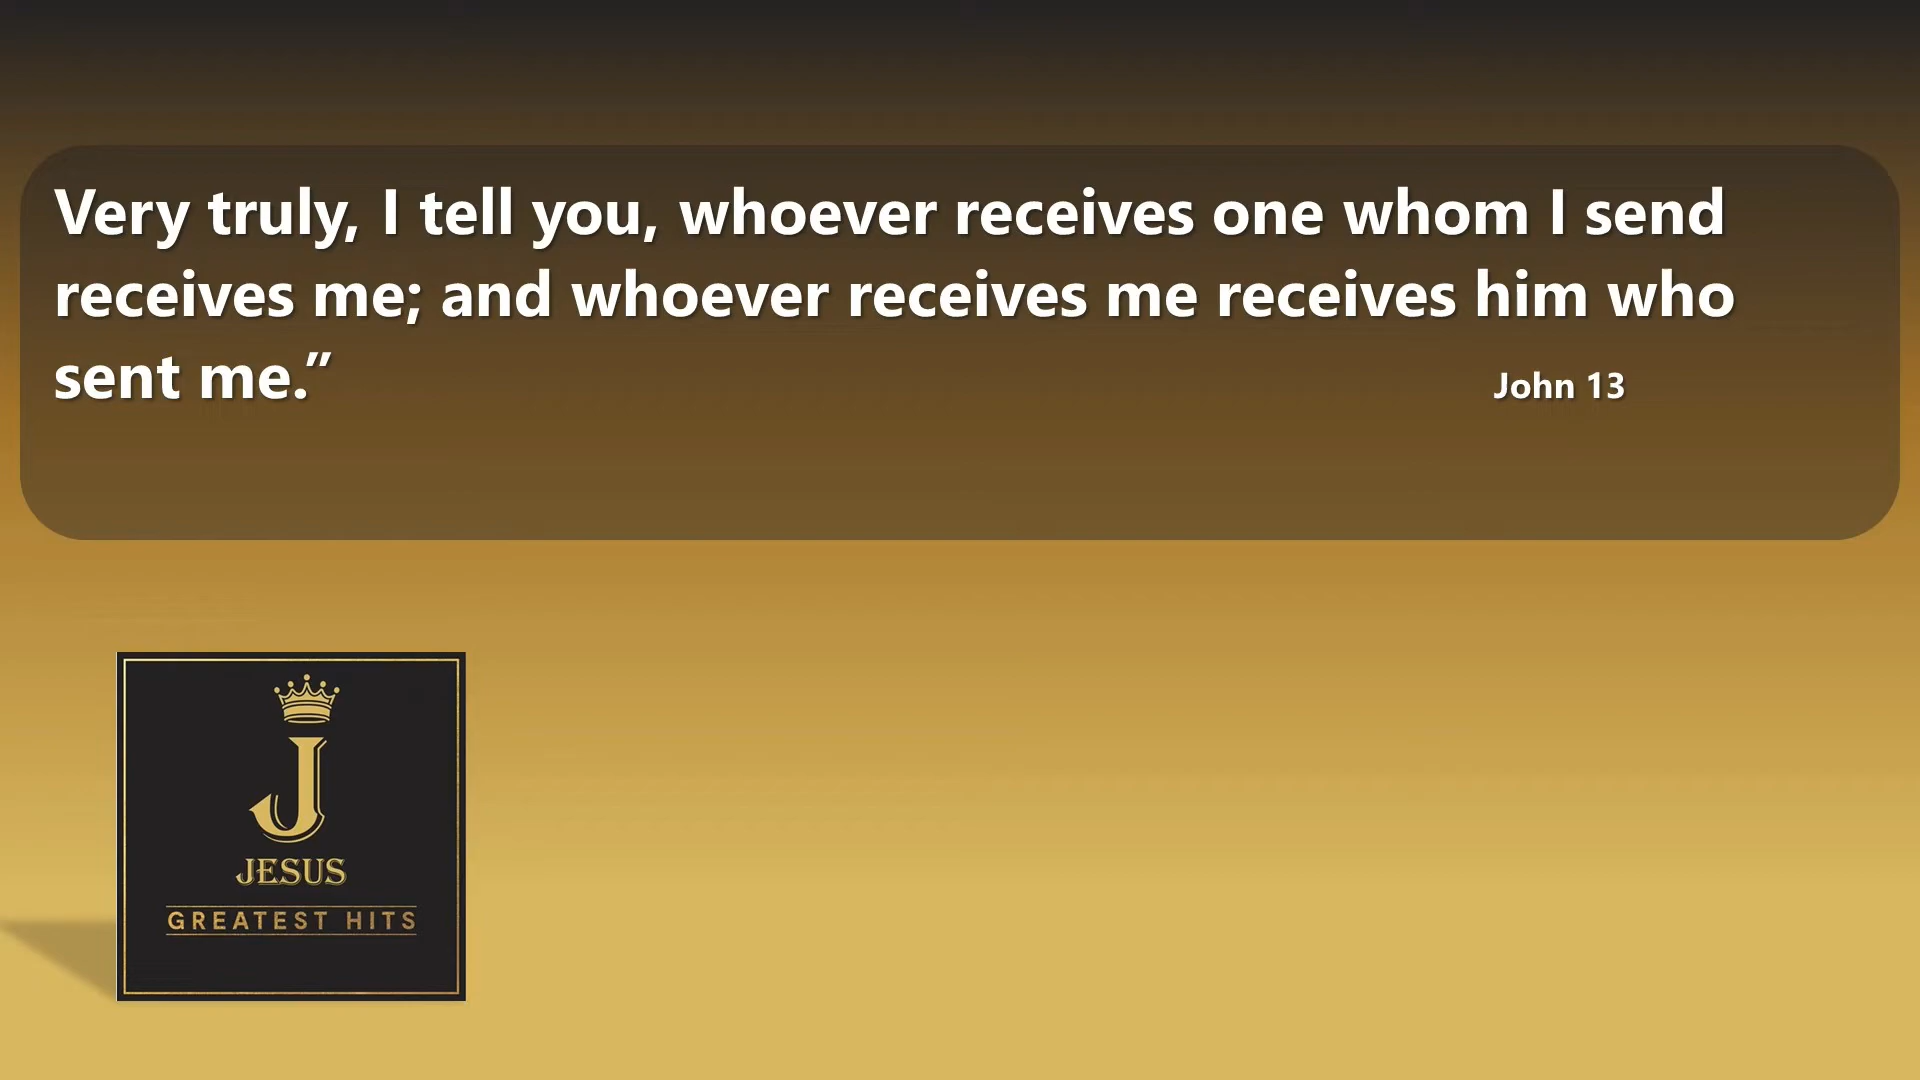 Very truly, I tell you, whoever receives one whom I send
receives me; and whoever receives me receives him who
sent me.” John 13
J
JESUS
GREATEST HITS